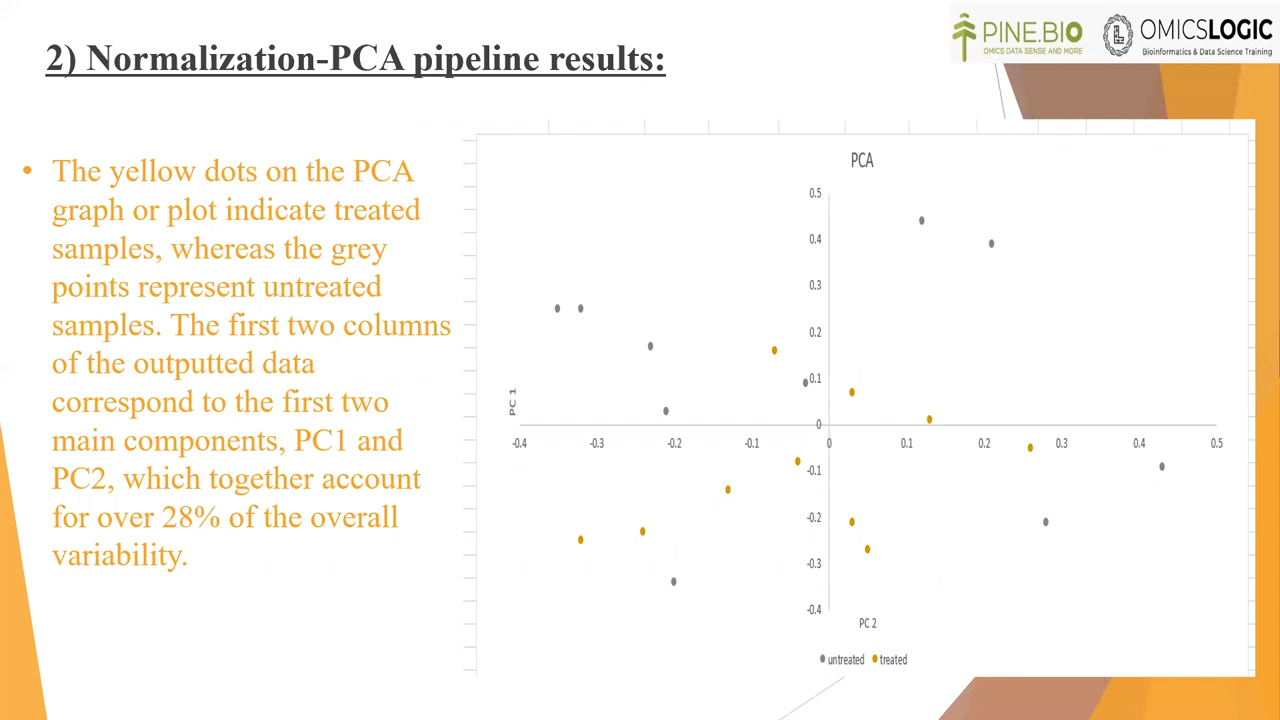 2) Normalization-PCA pipeline results:
PINE.BIO
OMICS DATA SENSE AND MORE
OMICSLOGIC
Bioinformatics & Data Science Training
• The yellow dots on the PCA
graph or plot indicate treated
samples, whereas the grey
points represent untreated
samples. The first two columns
of the outputted data
correspond to the first two
main components, PC1 and
PC2, which together account
for over 28% of the overall
variability.
PCA
0.5
0.4
0.3
0.2
0.1
0
-0.1
-0.2
-0.3
-0.4
PC 1
-0.4 -0.3 -0.2 -0.1 0 0.1 0.2 0.3 0.4 0.5
PC 2
untreated treated